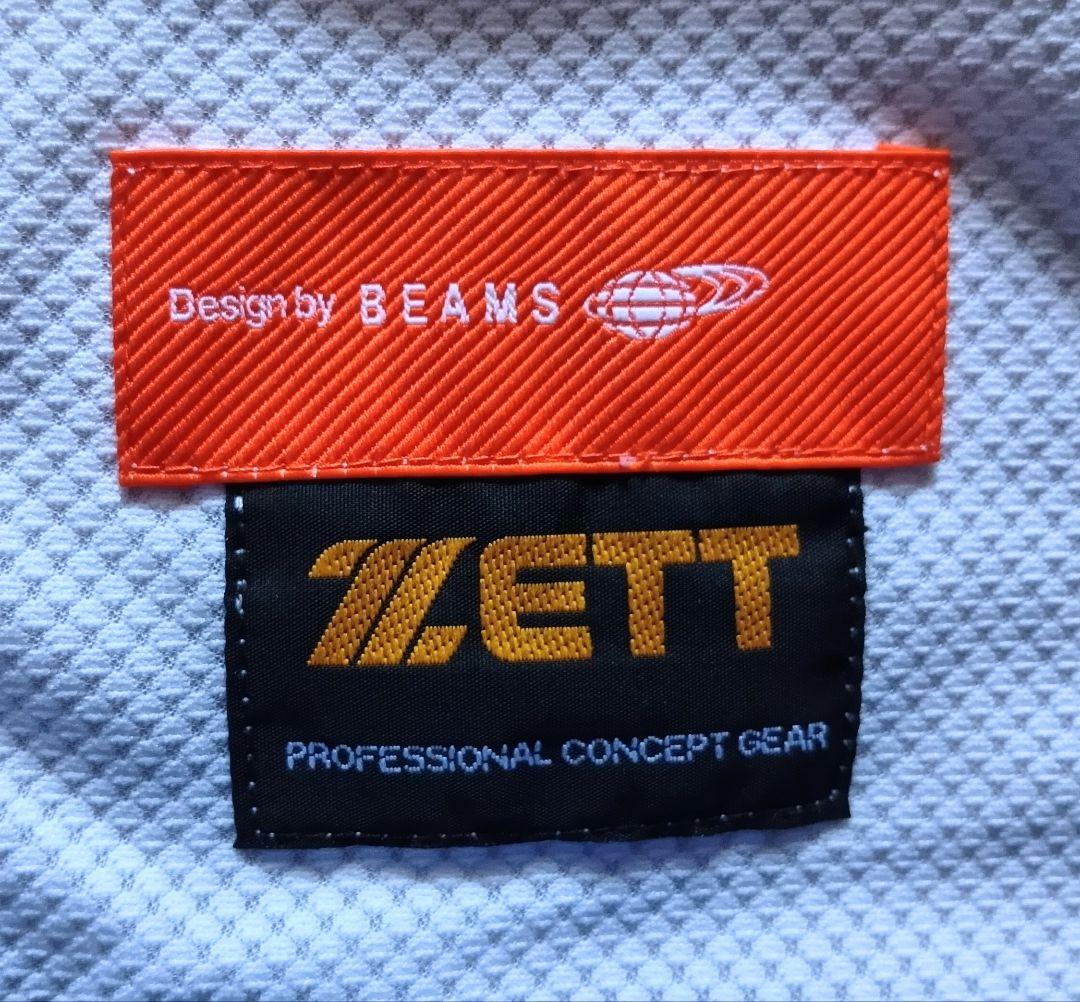 Design by BEAMS
ZETT
PROFESSIONAL CONCEPT GEAR